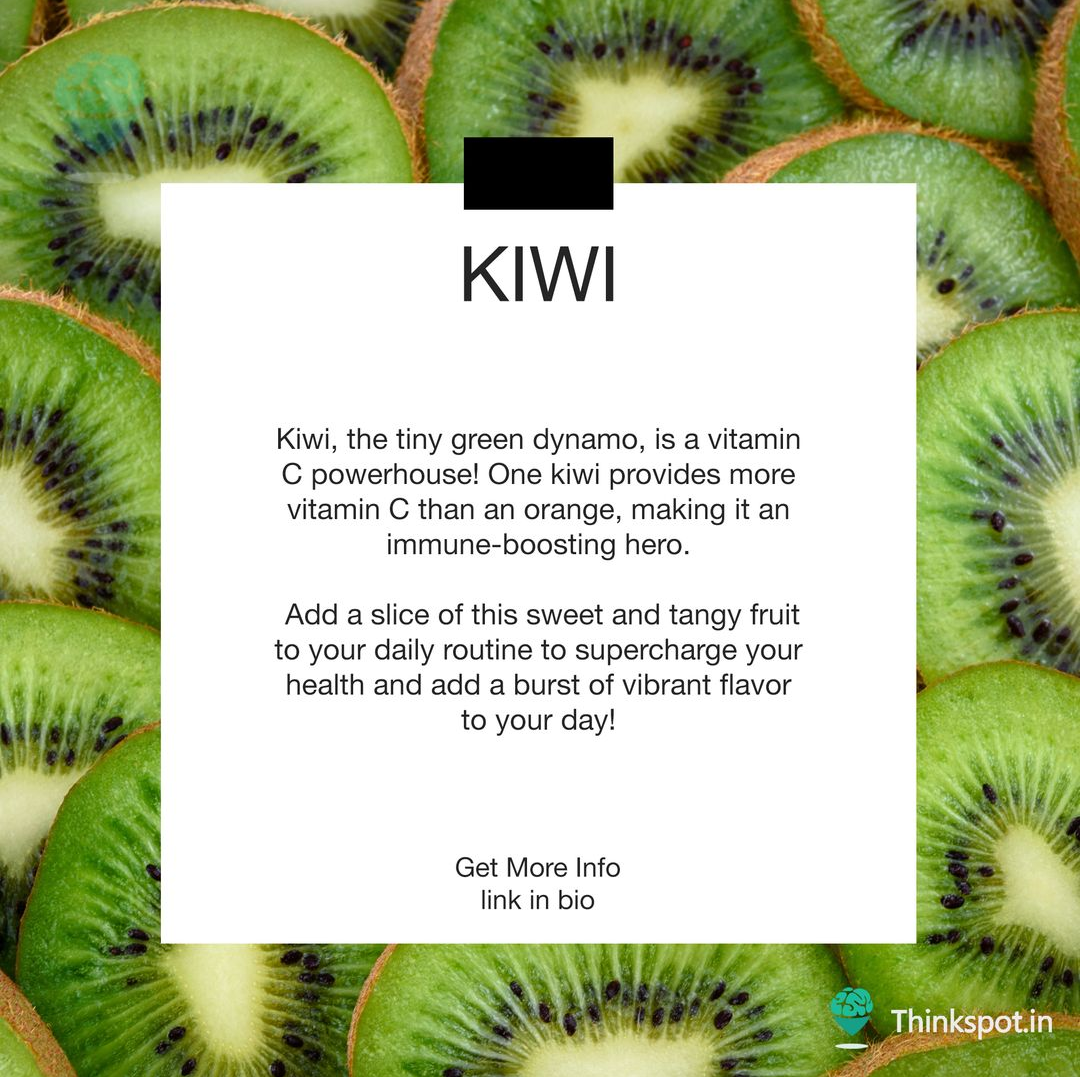 KIWI
Kiwi, the tiny green dynamo, is a vitamin
C powerhouse! One kiwi provides more
vitamin C than an orange, making it an
immune-boosting hero.
Add a slice of this sweet and tangy fruit
to your daily routine to supercharge your
health and add a burst of vibrant flavor
to your day!
Get More Info
link in bio
Thinkspot.in